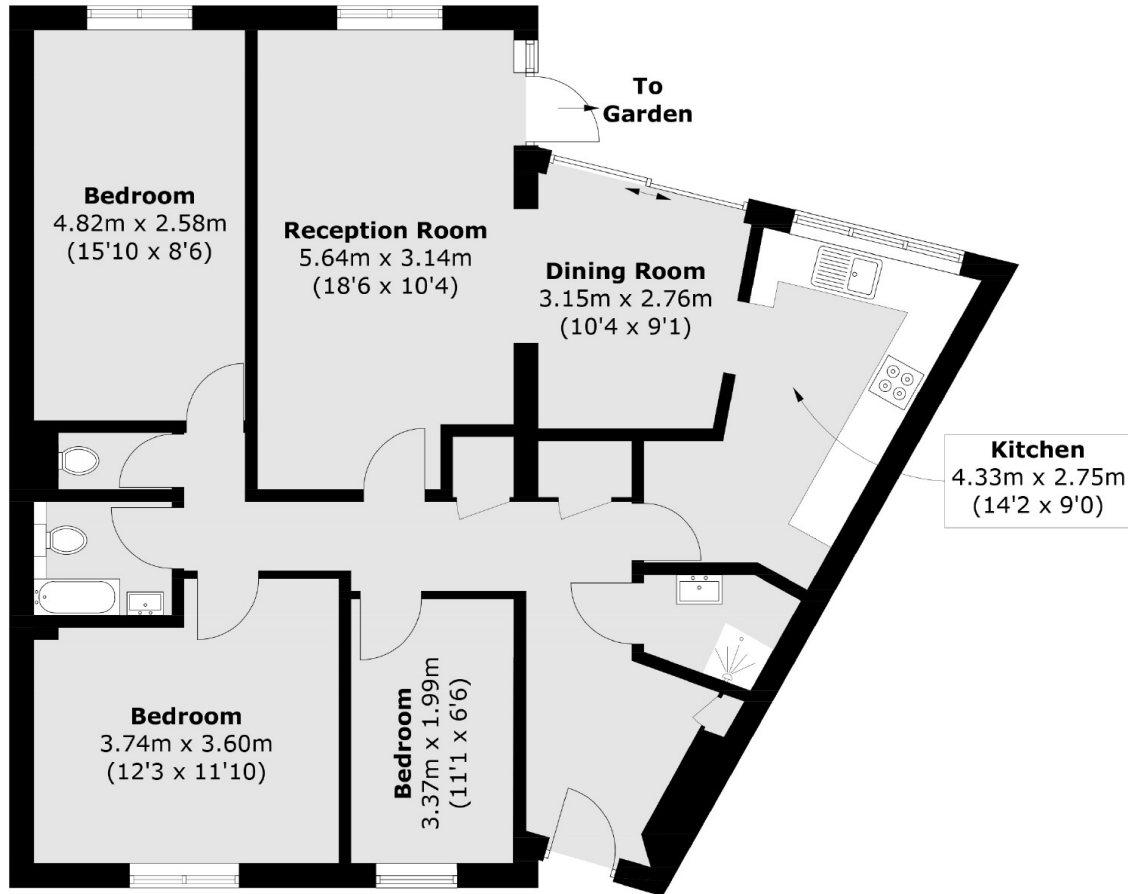 To
Garden
Bedroom
4.82m x 2.58m
(15'10 x 8'6)
Reception Room
5.64m x 3.14m
(18'6 x 10'4)
Dining Room
3.15m x 2.76m
(10'4 x 9'1)
Kitchen
4.33m x 2.75m
(14'2 x 9'0)
Bedroom
3.74m x 3.60m
(12'3 x 11'10)
Bedroom
3.37m x 1.99m
(11'1 x 6'6)